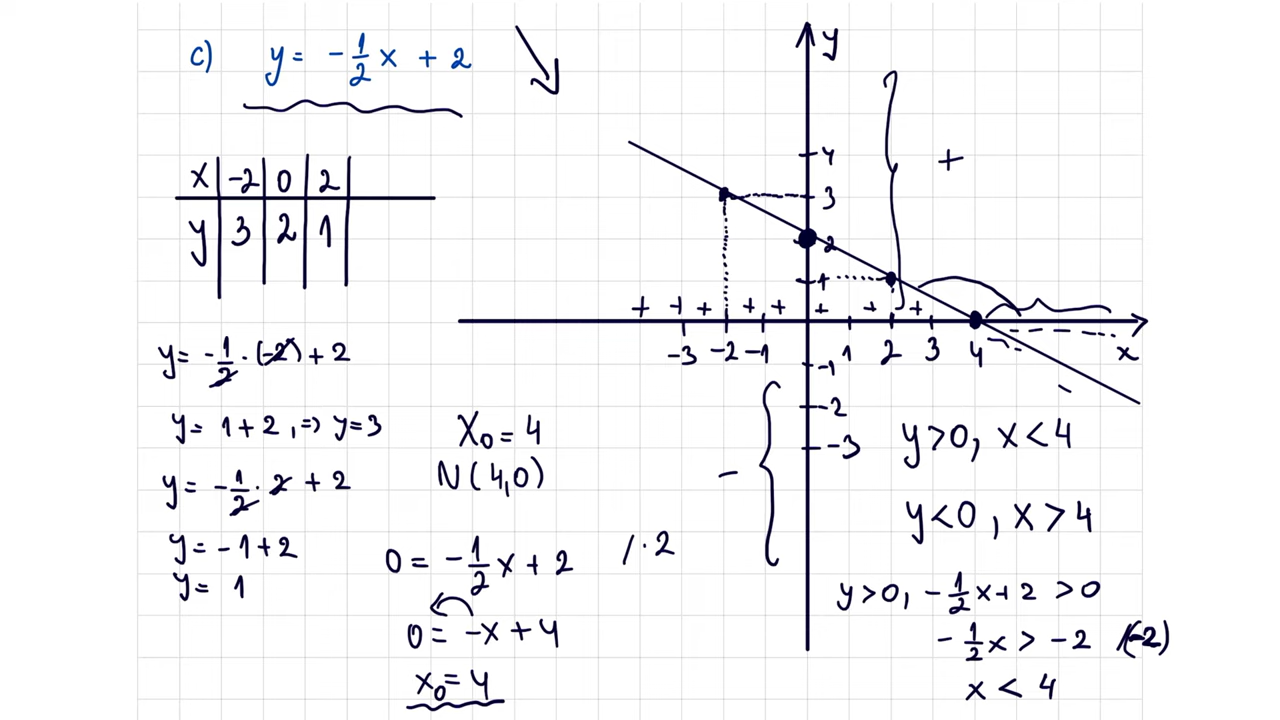 c) y = -1/2 x + 2
x | -2 | 0 | 2 |
y | 3 | 2 | 1 |
y = -1/2 · (-2) + 2
y = 1 + 2, => y = 3
y = -1/2 · 2 + 2
y = -1 + 2
y = 1
X₀ = 4
N(4,0)
0 = -1/2 x + 2 / · 2
0 = -x + 4
x₀ = 4
y
4
3
2
1
+ + + + + + + +
-3 -2 -1 1 2 3 4 x
-1
-2
-3
+
-
y > 0, x < 4
y < 0, x > 4
y > 0, -1/2 x + 2 > 0
-1/2 x > -2 /·(-2)
x < 4